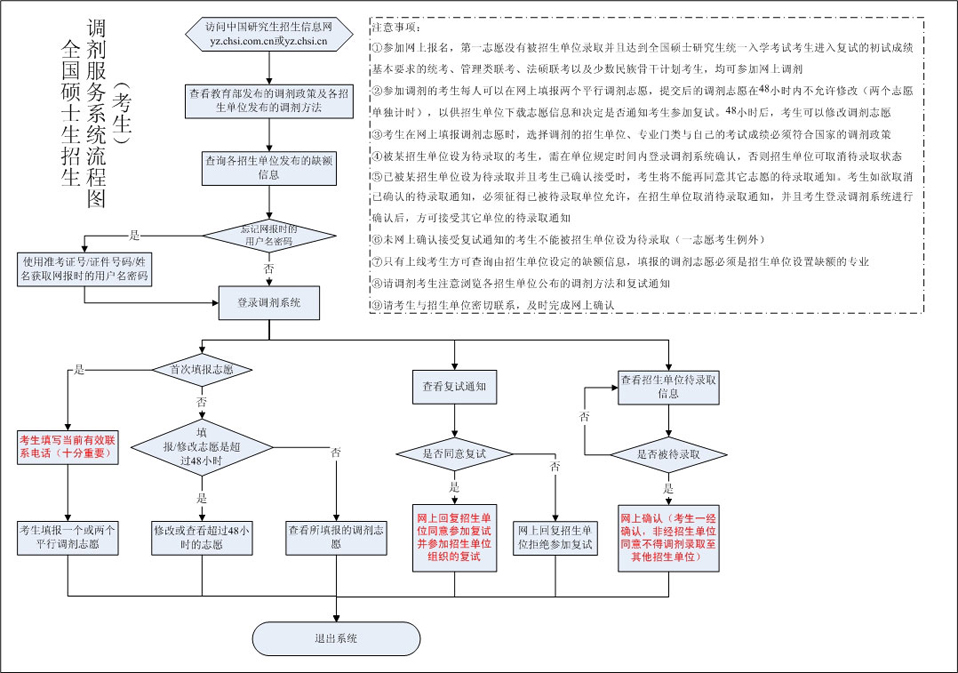 全国硕士生招生
调剂服务系统流程图
（考生）
访问中国研究生招生信息网
yz.chsi.com.cn或yz.chsi.cn
查看教育部发布的调剂政策及各招
生单位发布的调剂方法
查询各招生单位发布的缺额
信息
忘记网报时的
用户名密码
是
否
使用准考证号/证件号码/姓
名获取网报时的用户名密码
登录调剂系统
注意事项：
①参加网上报名，第一志愿没有被招生单位录取并且达到全国硕士研究生统一入学考试考生进入复试的初试成绩
基本要求的统考、管理类联考、法硕联考以及少数民族骨干计划考生，均可参加网上调剂
②参加调剂的考生每人可以在网上填报两个平行调剂志愿，提交后的调剂志愿在48小时内不允许修改（两个志愿
单独计时），以供招生单位下载志愿信息和决定是否通知考生参加复试。48小时后，考生可以修改调剂志愿
③考生在网上填报调剂志愿时，选择调剂的招生单位、专业门类与自己的考试成绩必须符合国家的调剂政策
④被某招生单位设为待录取的考生，需在单位规定时间内登录调剂系统确认，否则招生单位可取消待录取状态
⑤已被某招生单位设为待录取并且考生已确认接受时，考生将不能再同意其它志愿的待录取通知。考生如欲取消
已确认的待录取通知，必须征得已被待录取单位允许，在招生单位取消待录取通知，并且考生登录调剂系统进行
确认后，方可接受其它单位的待录取通知
⑥未网上确认接受复试通知的考生不能被招生单位设为待录取（一志愿考生例外）
⑦只有上线考生方可查询由招生单位设定的缺额信息，填报的调剂志愿必须是招生单位设置缺额的专业
⑧请调剂考生注意浏览各招生单位公布的调剂方法和复试通知
⑨请考生与招生单位密切联系，及时完成网上确认
首次填报志愿
是
否
考生填写当前有效联
系电话（十分重要）
填
报/修改志愿是超
过48小时
是
否
考生填报一个或两个
平行调剂志愿
修改或查看超过48小
时的志愿
查看所填报的调剂志
愿
查看复试通知
是否同意复试
是
否
网上回复招生单
位同意参加复试
并参加招生单位
组织的复试
网上回复招生单
位拒绝参加复试
查看招生单位待录取
信息
否
是否被待录取
是
网上确认（考生一经
确认，非经招生单位
同意不得调剂录取至
其他招生单位）
退出系统